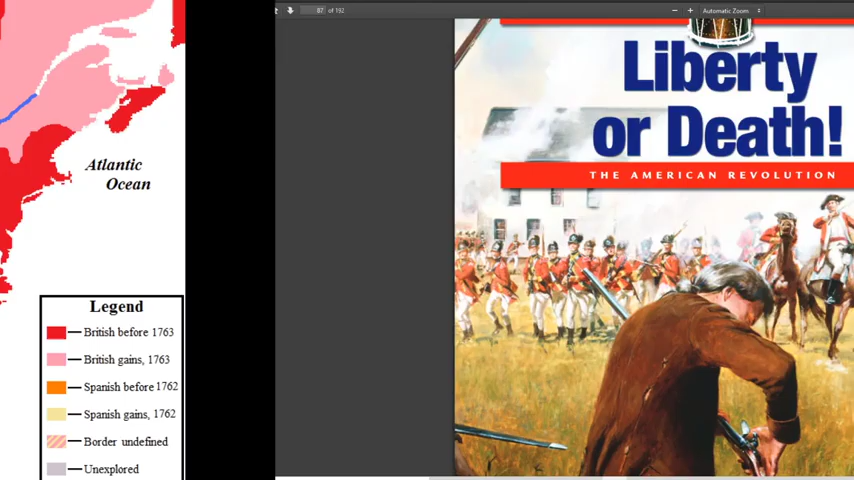 Atlantic
Ocean
Legend
British before 1763
British gains, 1763
Spanish before 1762
Spanish gains, 1762
Border undefined
Unexplored
87 of 192
Automatic Zoom
Liberty
or Death!
THE AMERICAN REVOLUTION